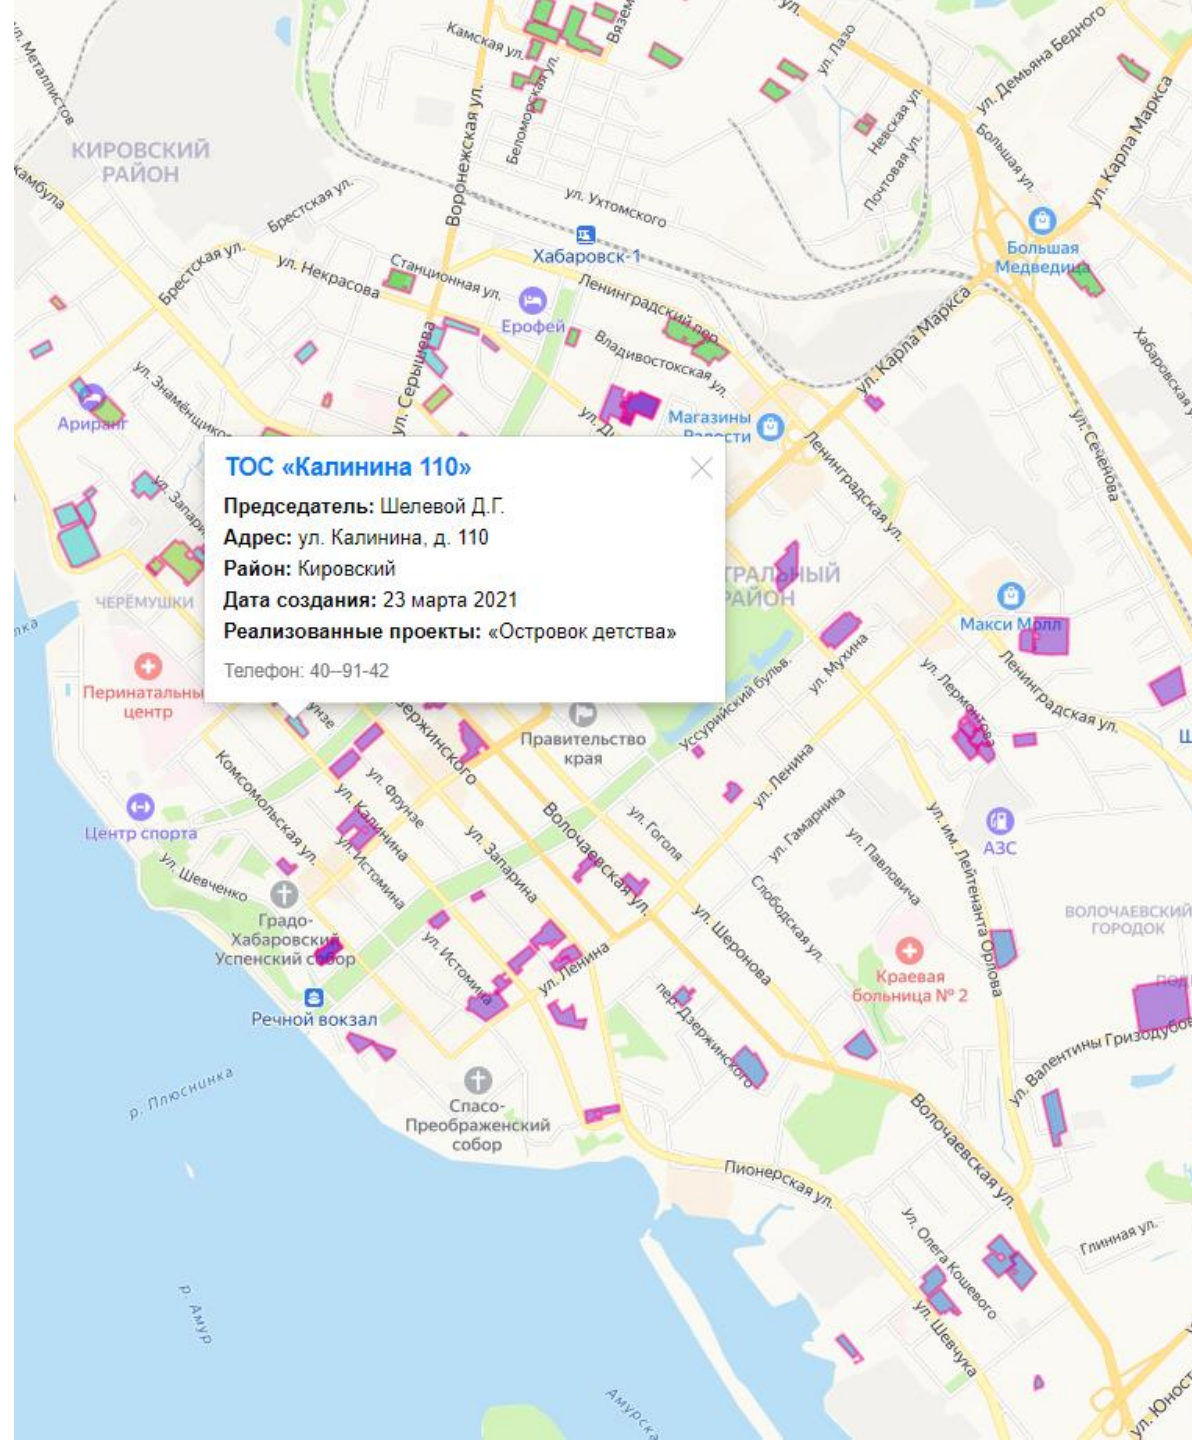 ул. Металлистов
Камская ул.
Беломорская ул.
Воронежская ул.
ул.
ул. Лазо
ул. Демьяна Бедного
Невская ул.
Почтовая ул.
Большая ул.
ул. Карла Маркса
КИРОВСКИЙ
РАЙОН
Брестская ул.
ул. Ухтомского
Хабаровск-1
Большая
Медведица
Брестская ул.
ул. Некрасова
Станционная ул.
Ерофей
Ленинградский пер.
Владивостокская ул.
ул. Карла Маркса
ул. Серышева
Ариранг
Магазины
Радости
Ленинградская ул.
ул. Сеченова
ТОС «Калинина 110»
Председатель: Шелевой Д.Г.
Адрес: ул. Калинина, д. 110
Район: Кировский
Дата создания: 23 марта 2021
Реализованные проекты: «Островок детства»
Телефон: 40--91-42
ЧЕРЁМУШКИ
РАЙОН
Макси Молл
ул. Мухина
Уссурийский бульв.
ул. Лермонтова
Ленинградская ул.
центр
Правительство
края
Комсомольская ул.
ул. Калинина
ул. Фрунзе
ул. Запарина
ул. Истомина
Волочаевская ул.
ул. Гоголя
ул. Ленина
ул. Гамарника
ул. Павловича
ул. им. Лейтенанта Орлова
АЗС
Центр спорта
ул. Шевченко
Градо-
Хабаровский
Успенский собор
Речной вокзал
ул. Истомина
ул. Ленина
ул. Шеронова
Слободская ул.
Краевая
больница № 2
ВОЛОЧАЕВСКИЙ
ГОРОДОК
пер. Дзержинского
ул. Валентины Гризодубов
р. Плюснинка
Спасо-
Преображенский
собор
Пионерская ул.
Волочаевская ул.
Глинная ул.
ул. Олега Кошевого
ул. Шевчука
р. Амур